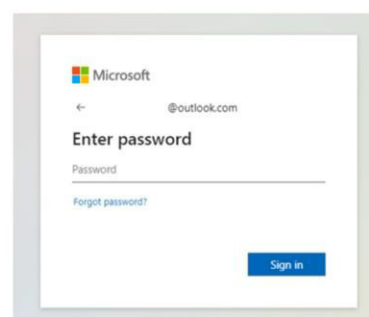 Microsoft
← @outlook.com
Enter password
Password
Forgot password?
Sign in